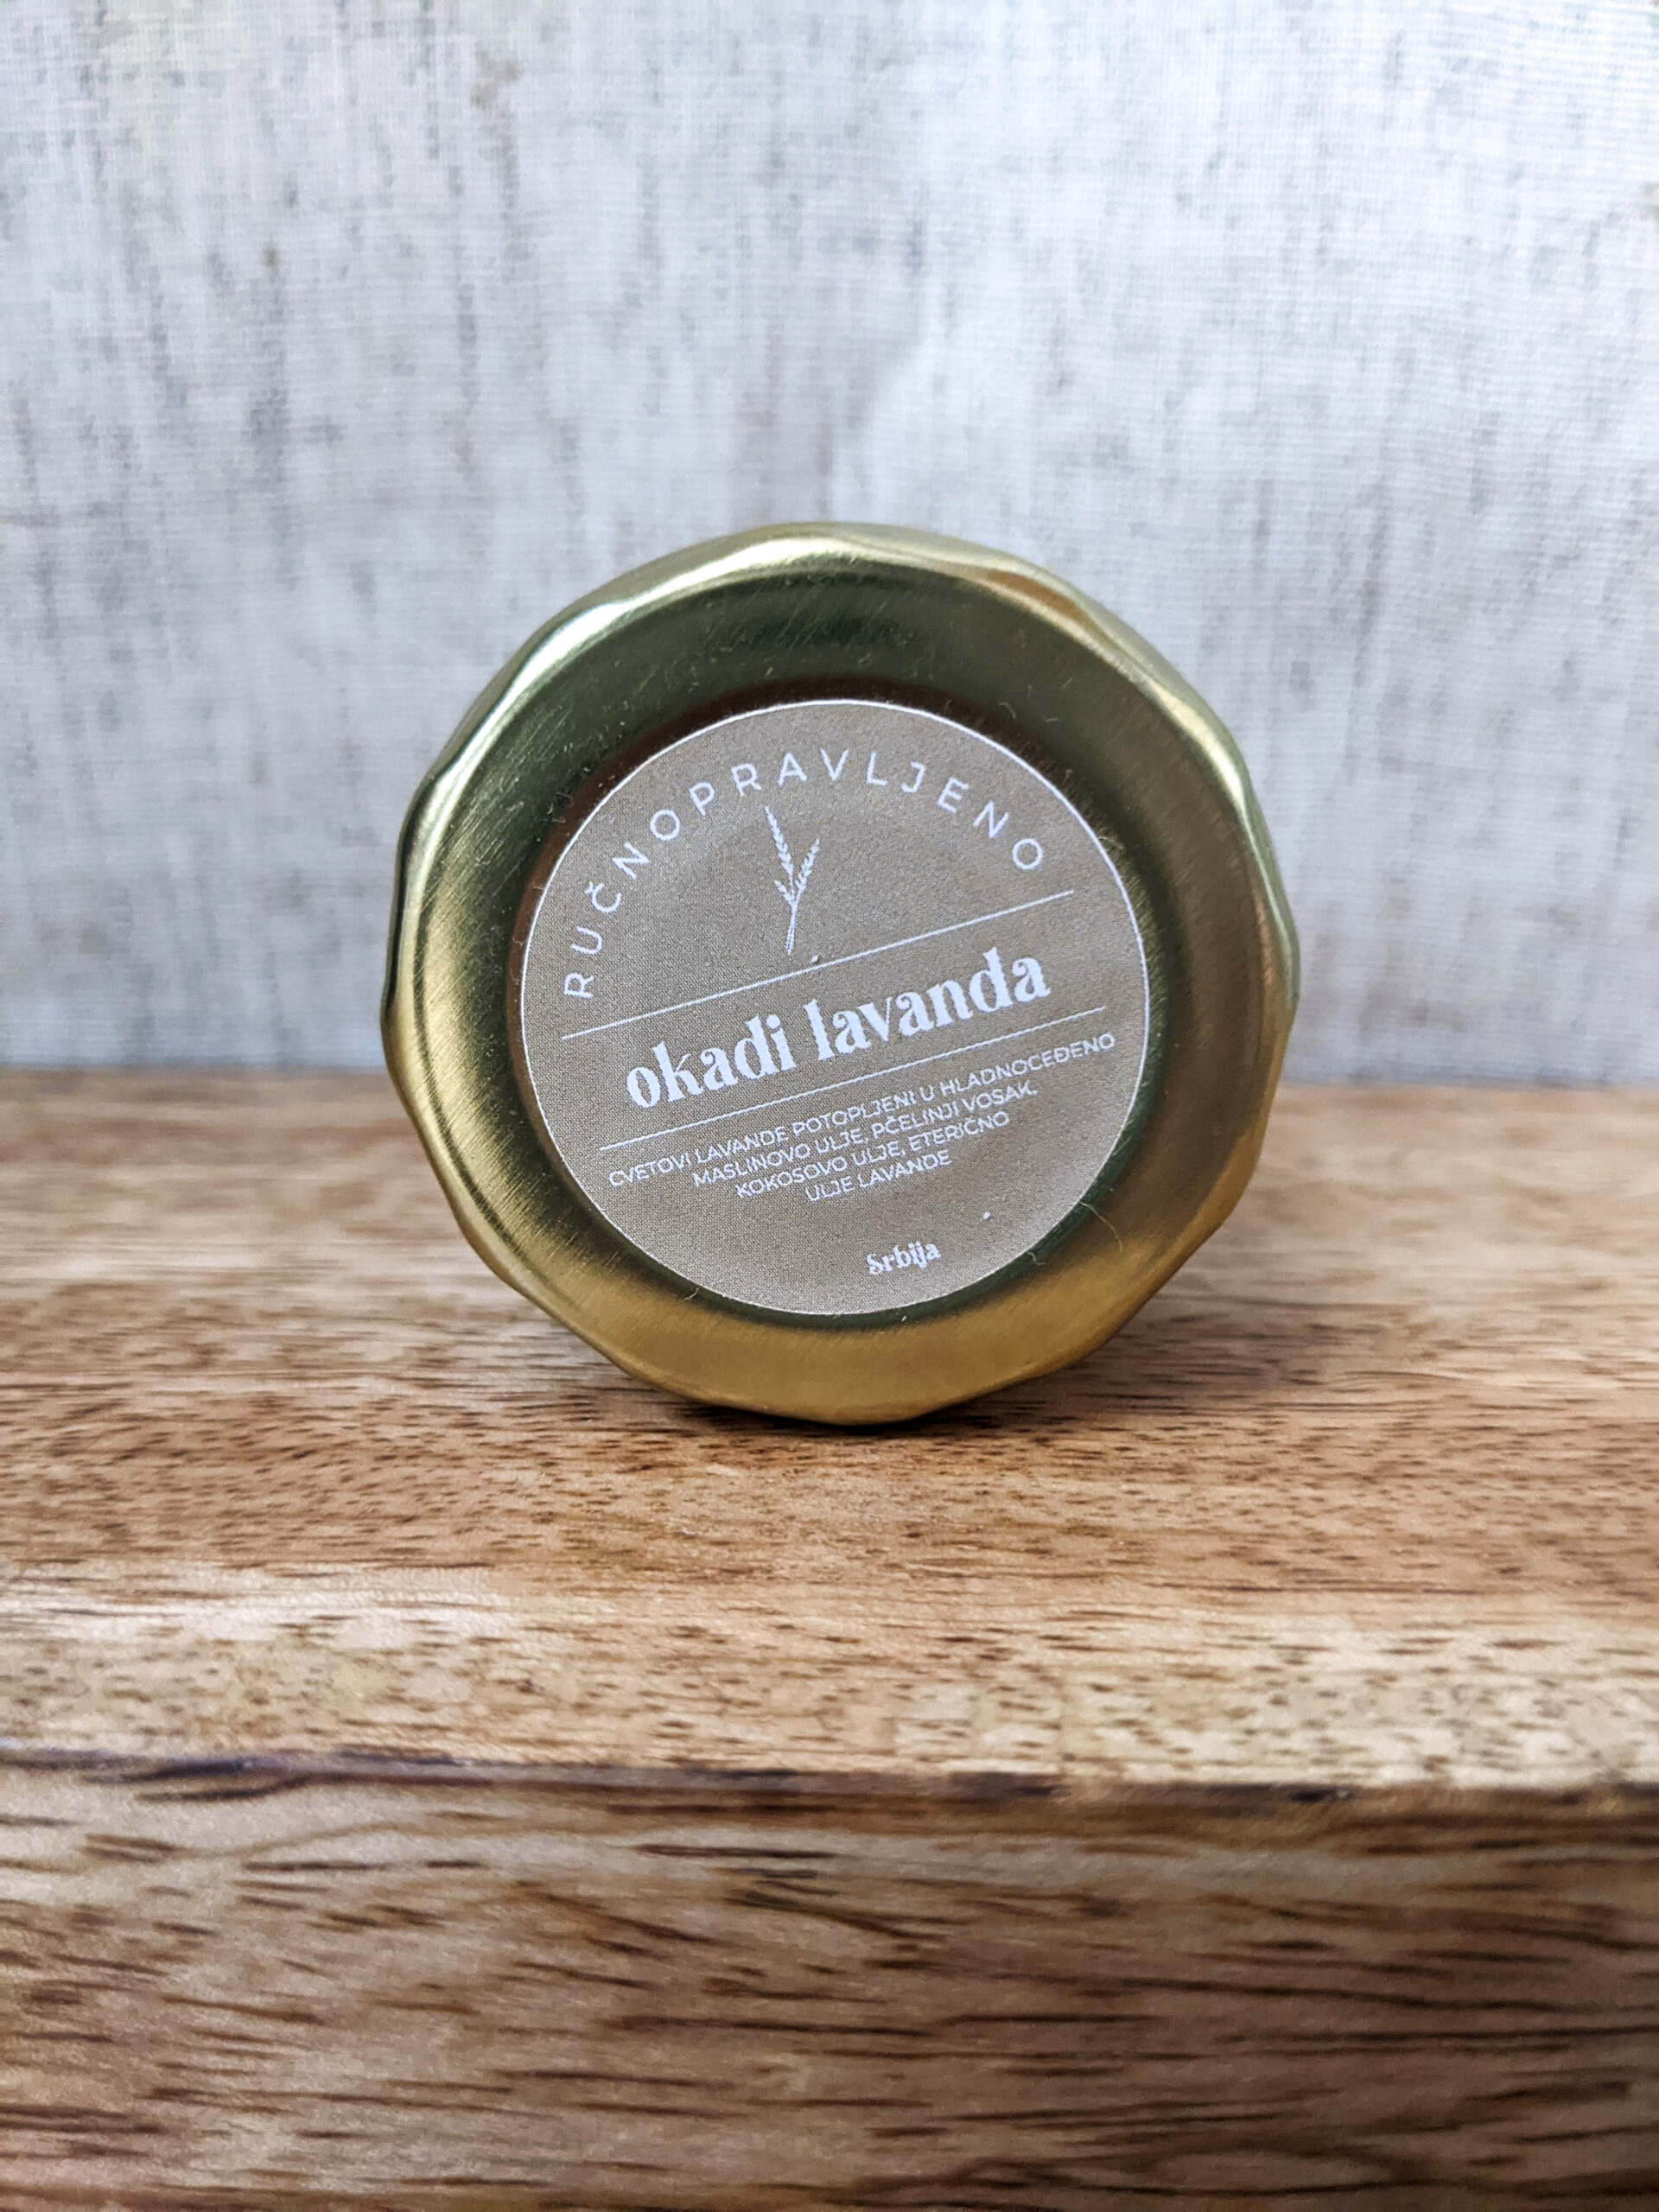 RUČNOPRAVLJENO
okadi lavanda
CVETOVI LAVANDE POTOPLJENI U HLADNOCEĐENO
MASLINOVO ULJE, PČELINJI VOSAK,
KOKOSOVO ULJE, ETERIČNO
ULJE LAVANDE
Srbija